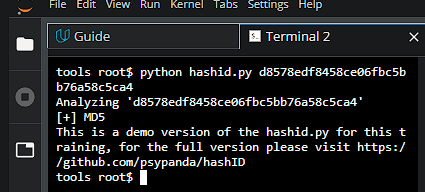 File Edit View Run Kernel Tabs Settings Help
Guide
Terminal 2
tools root$ python hashid.py d8578edf8458ce06fbc5b
b76a58c5ca4
Analyzing 'd8578edf8458ce06fbc5bb76a58c5ca4'
[+] MD5
This is a demo version of the hashid.py for this t
raining, for the full version please visit https:/
/github.com/psypanda/hashID
tools root$